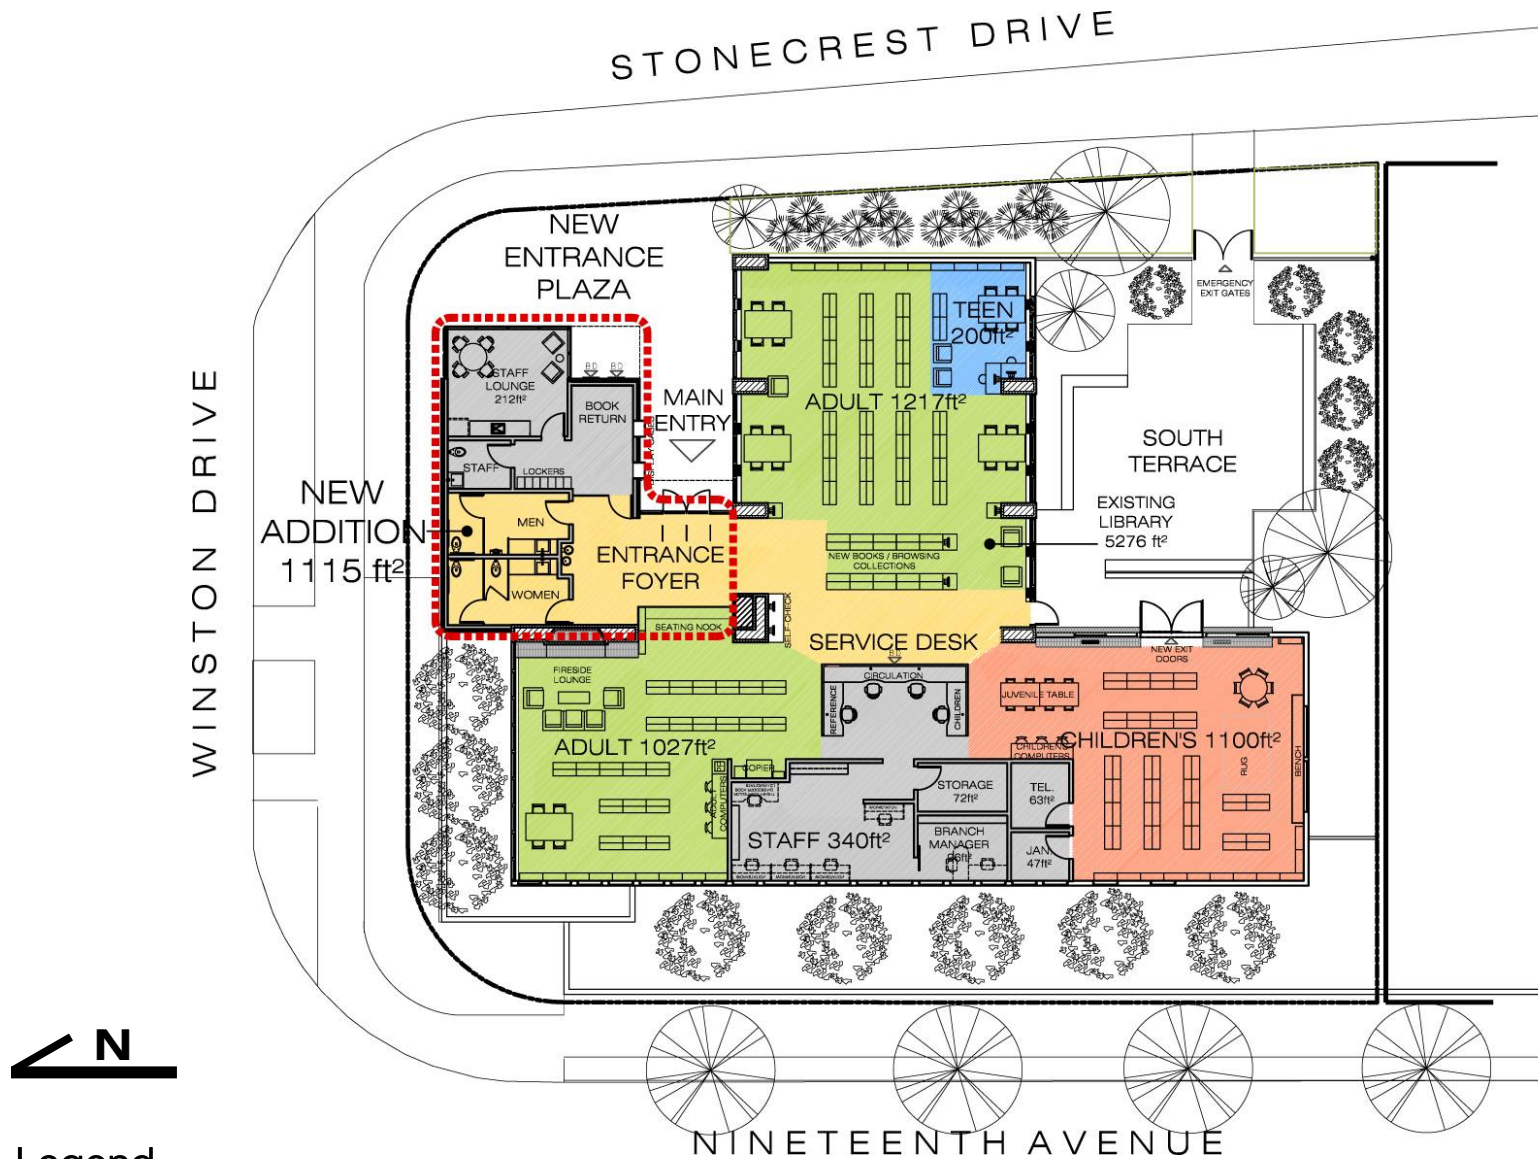 STONECREST DRIVE
WINSTON DRIVE
NEW
ENTRANCE
PLAZA
EMERGENCY
EXIT GATES
STAFF
LOUNGE
212ft²
B.D.
B.D.
BOOK
RETURN
MAIN
ENTRY
TEEN
200ft²
ADULT 1217ft²
SOUTH
TERRACE
STAFF
LOCKERS
NEW
ADDITION
1115 ft²
MEN
WOMEN
ENTRANCE
FOYER
EXISTING
LIBRARY
5276 ft²
NEW BOOKS / BROWSING
COLLECTIONS
SELF-CHECK
SEATING NOOK
SERVICE DESK
NEW EXIT
DOORS
FIRESIDE
LOUNGE
CIRCULATION
REFERENCE
CHILDREN
JUVENILE TABLE
ADULT 1027ft²
CHILDREN'S 1100ft²
CHILDREN'S
COMPUTERS
RUG
BENCH
COPIER
ADULT
COMPUTERS
STORAGE
72ft²
TEL.
63ft²
STAFF 340ft²
BRANCH
MANAGER
JAN.
47ft²
N
NINETEENTH AVENUE
Legend